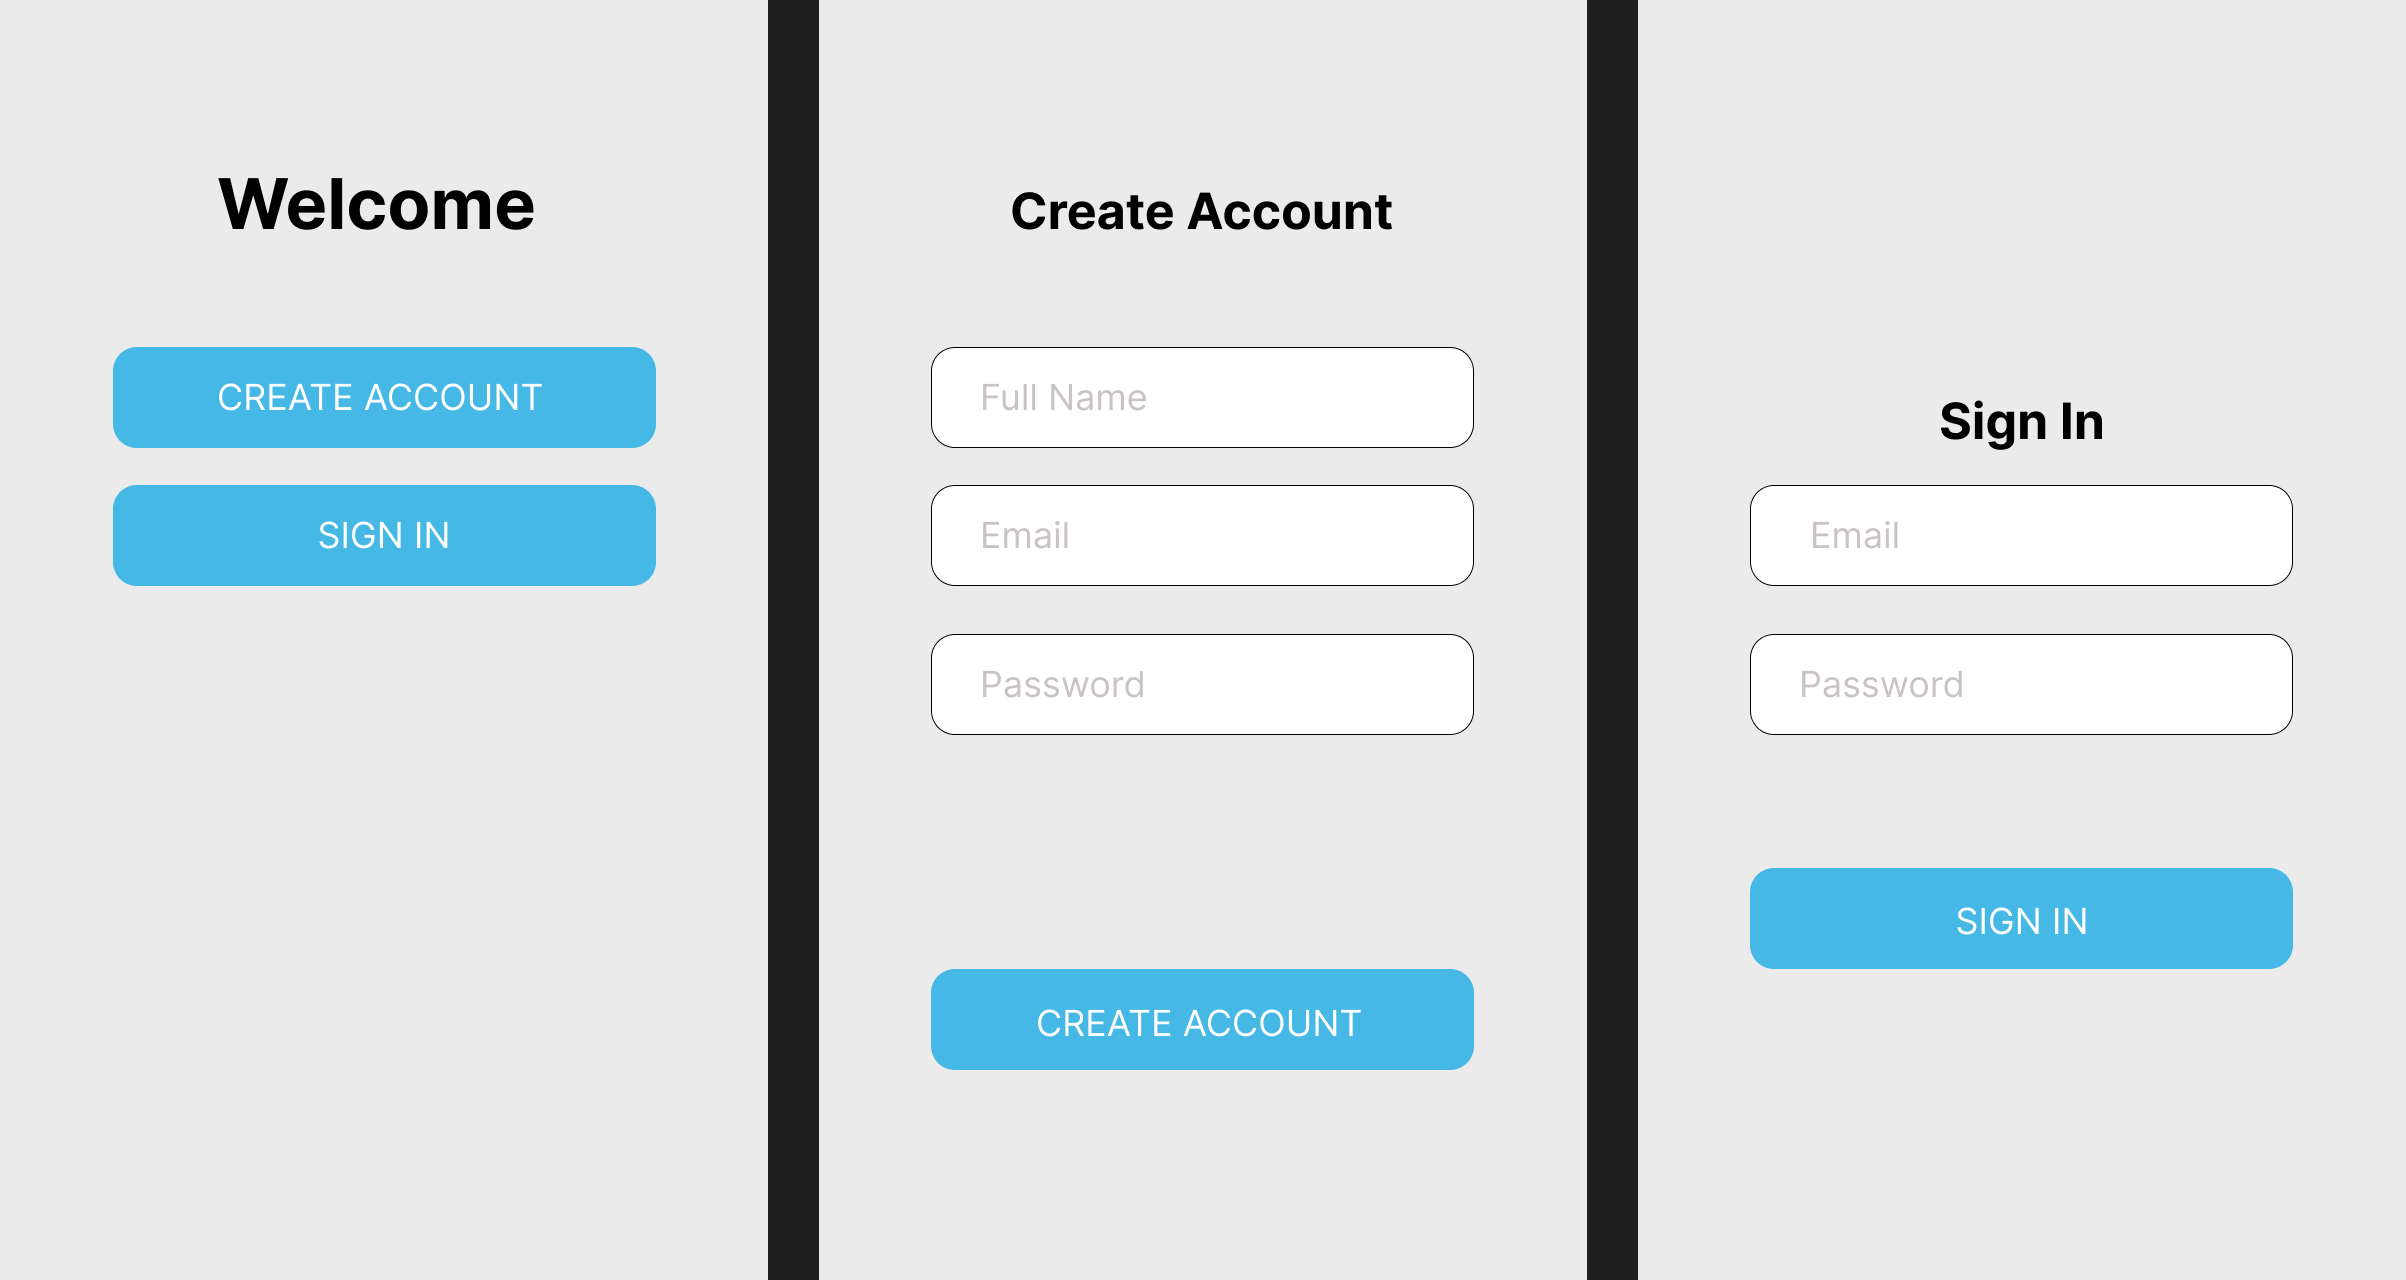 Welcome
CREATE ACCOUNT
SIGN IN
Create Account
Full Name
Email
Password
CREATE ACCOUNT
Sign In
Email
Password
SIGN IN